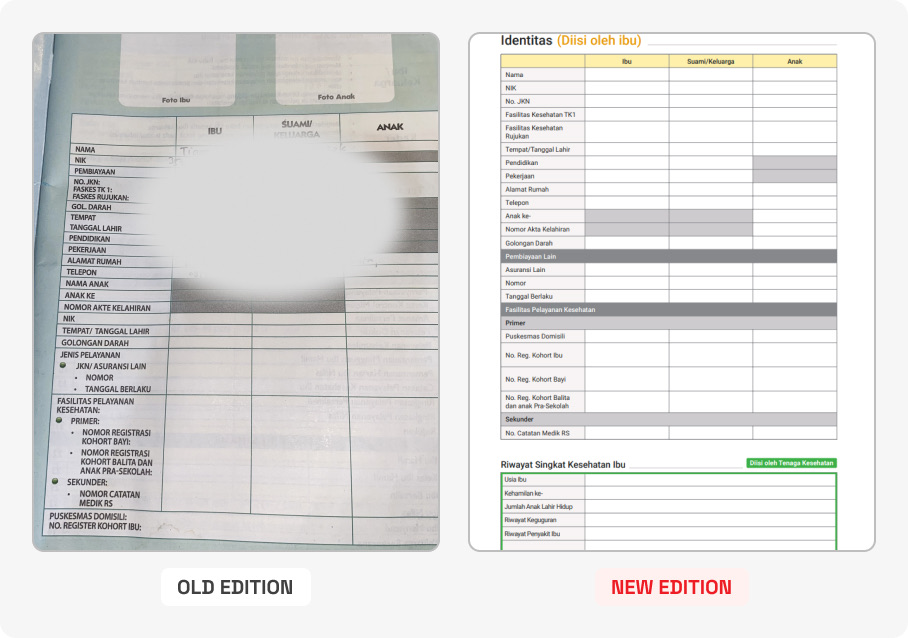 Foto Ibu
Foto Anak
IBU
SUAMI/
KELUARGA
ANAK
NAMA
NIK
PEMBIAYAAN
NO. JKN:
FASKES TK 1:
FASKES RUJUKAN:
GOL. DARAH
TEMPAT
TANGGAL LAHIR
PENDIDIKAN
PEKERJAAN
ALAMAT RUMAH
TELEPON
NAMA ANAK
ANAK KE
NOMOR AKTE KELAHIRAN
NIK
TEMPAT/ TANGGAL LAHIR
GOLONGAN DARAH
JENIS PELAYANAN
JKN/ ASURANSI LAIN
• NOMOR
• TANGGAL BERLAKU
FASILITAS PELAYANAN
KESEHATAN:
PRIMER:
• NOMOR REGISTRASI
KOHORT BAYI:
• NOMOR REGISTRASI
KOHORT BALITA DAN
ANAK PRA-SEKOLAH:
SEKUNDER:
• NOMOR CATATAN
MEDIK RS
PUSKESMAS DOMISILI:
NO. REGISTER KOHORT IBU:
OLD EDITION
Identitas (Diisi oleh ibu)
Ibu Suami/Keluarga Anak
Nama
NIK
No. JKN
Fasilitas Kesehatan TK1
Fasilitas Kesehatan
Rujukan
Tempat/Tanggal Lahir
Pendidikan
Pekerjaan
Alamat Rumah
Telepon
Anak ke-
Nomor Akta Kelahiran
Golongan Darah
Pembiayaan Lain
Asuransi Lain
Nomor
Tanggal Berlaku
Fasilitas Pelayanan Kesehatan
Primer
Puskesmas Domisili
No. Reg. Kohort Ibu
No. Reg. Kohort Bayi
No. Reg. Kohort Balita
dan anak Pra-Sekolah
Sekunder
No. Catatan Medik RS
Riwayat Singkat Kesehatan Ibu
Diisi oleh Tenaga Kesehatan
Usia Ibu
Kehamilan ke-
Jumlah Anak Lahir Hidup
Riwayat Keguguran
Riwayat Penyakit Ibu
NEW EDITION